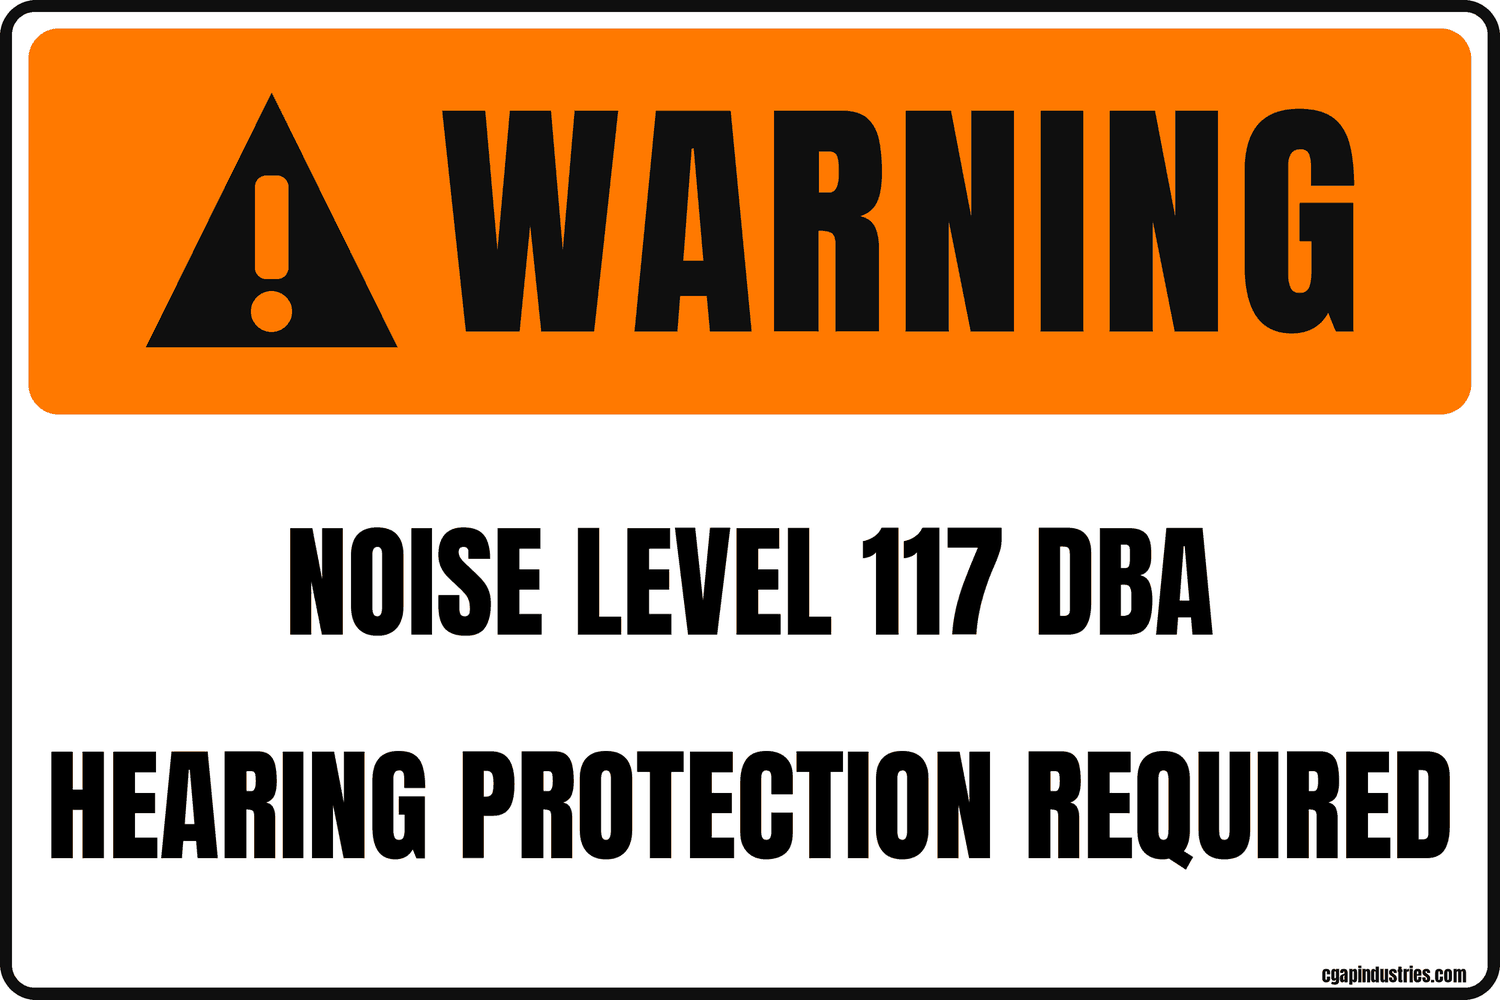 WARNING
NOISE LEVEL 117 DBA
HEARING PROTECTION REQUIRED
cgapindustries.com